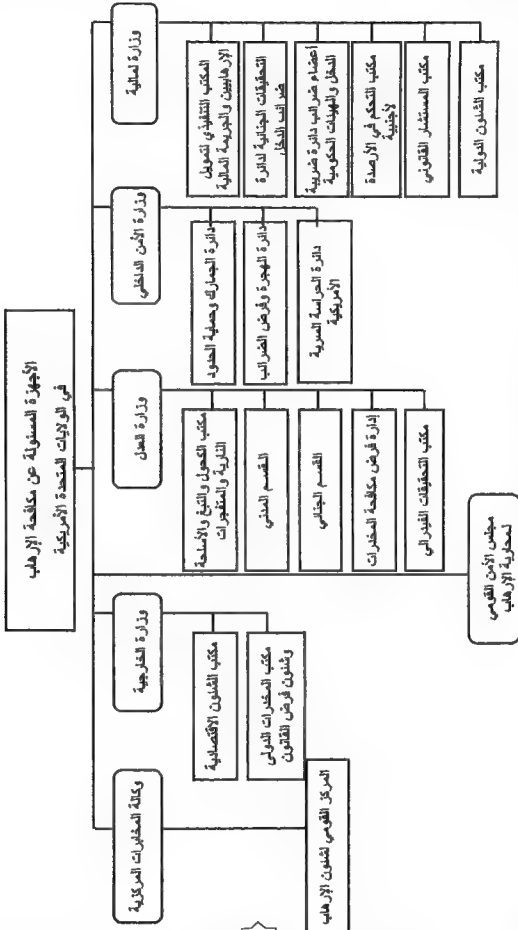 الأجهزة المسئولة عن مكافحة الإرهاب
في الولايات المتحدة الأمريكية
وزارة لمالية
المكتب التنفيذي لتمويل
الإرهابيين والجريمة المالية
التحقيقات الجنائية لدائرة
ضرائب الدخل
أعضاء ضرائب دائرة ضريبة
الدخل والهيئات الحكومية
مكتب التحكم في الأرصدة
لأجنبية
مكتب المستشار القانوني
مكتب الشئون الدولية
وزارة الأمن الداخلي
دائرة الجمارك وحماية الحدود
دائرة الهجرة وفرض الضرائب
دائرة الحراسة السرية
الأمريكية
وزارة العدل
مكتب الكحول والتبغ والأسلحة
النارية والمتفجرات
القسم المدني
القسم الجنائي
إدارة فرض مكافحة المخدرات
مكتب التحقيقات الفيدرالي
مجلس الأمن القومي
لمحاربة الإرهاب
وزارة الخارجية
مكتب الشئون الاقتصادية
مكتب المخدرات الدولى
وشئون فرض القانون
وكالة المخابرات المركزية
المركز القومي لشئون الإرهاب